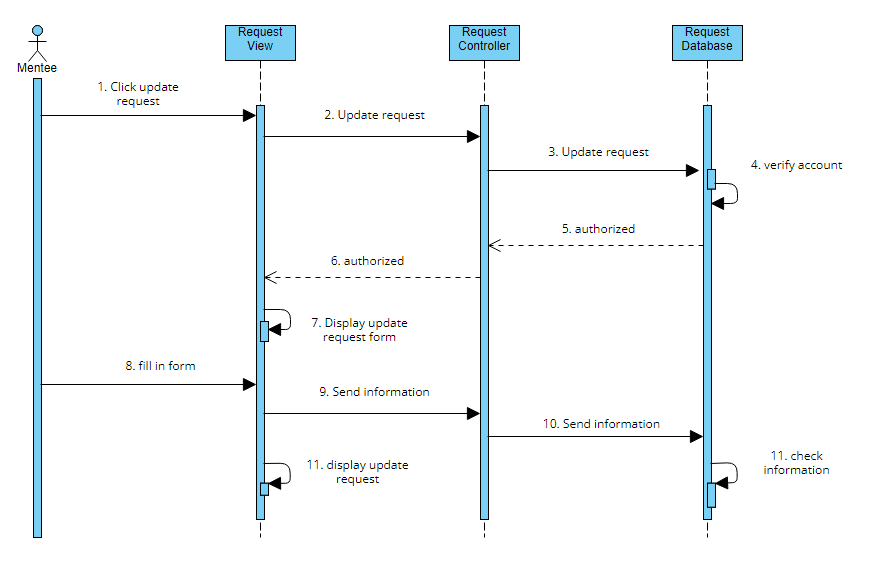 Request
View
Request
Controller
Request
Database
Mentee
1. Click update
request
2. Update request
3. Update request
4. verify account
5. authorized
6. authorized
7. Display update
request form
8. fill in form
9. Send information
10. Send information
11. display update
request
11. check
information